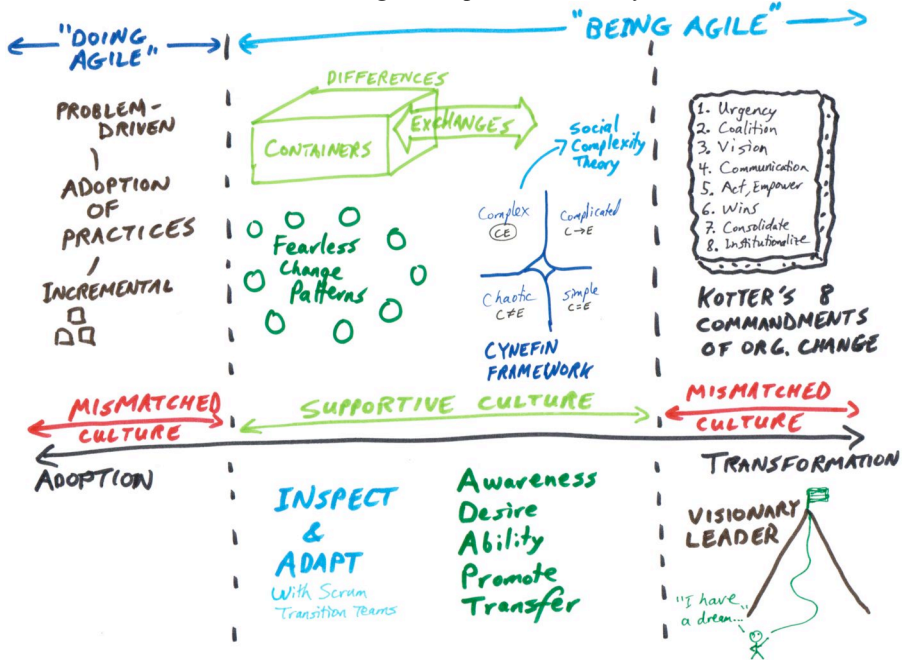 "DOING
AGILE"
"BEING AGILE"
PROBLEM-
DRIVEN
ADOPTION
OF
PRACTICES
INCREMENTAL
DIFFERENCES
CONTAINERS
EXCHANGES
Fearless
Change
Patterns
Social
Complexity
Theory
Complex
CE
Complicated
C→E
Chaotic
C≠E
Simple
C=E
CYNEFIN
FRAMEWORK
1. Urgency
2. Coalition
3. Vision
4. Communication
5. Act, Empower
6. Wins
7. Consolidate
8. Institutionalize
KOTTER'S 8
COMMANDMENTS
OF ORG. CHANGE
MISMATCHED
CULTURE
SUPPORTIVE CULTURE
MISMATCHED
CULTURE
ADOPTION
TRANSFORMATION
INSPECT
&
ADAPT
With Scrum
Transition Teams
Awareness
Desire
Ability
Promote
Transfer
VISIONARY
LEADER
"I have
a dream..."